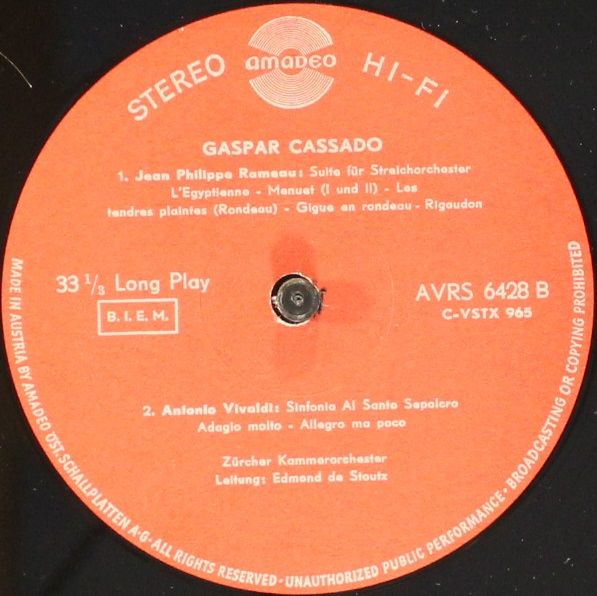 STEREO amadeo HI-FI
GASPAR CASSADO
1. Jean Philippe Rameau: Suite für Streichorchester
L'Egyptienne - Menuet (I und II) - Les
tendres plaintes (Rondeau) - Gigue en rondeau - Rigaudon
33 1/3 Long Play
B. I. E. M.
AVRS 6428 B
C-VSTX 965
2. Antonio Vivaldi: Sinfonia Al Santo Sepolcro
Adagio molto - Allegro ma poco
Zürcher Kammerorchester
Leitung: Edmond de Stoutz
MADE IN AUSTRIA BY AMADEO ÖST. SCHALLPLATTEN A·G · ALL RIGHTS RESERVED · UNAUTHORIZED PUBLIC PERFORMANCE · BROADCASTING OR COPYING PROHIBITED